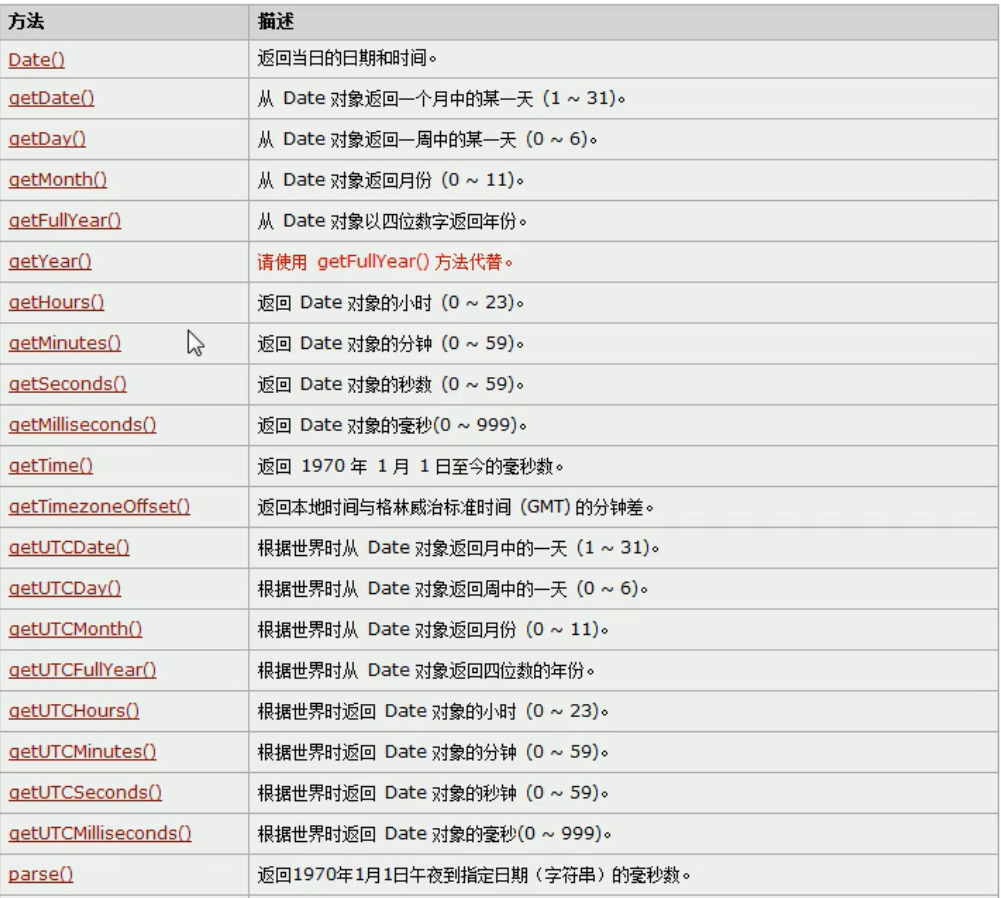 方法 描述
Date() 返回当日的日期和时间。
getDate() 从 Date 对象返回一个月中的某一天 (1 ~ 31)。
getDay() 从 Date 对象返回一周中的某一天 (0 ~ 6)。
getMonth() 从 Date 对象返回月份 (0 ~ 11)。
getFullYear() 从 Date 对象以四位数字返回年份。
getYear() 请使用 getFullYear() 方法代替。
getHours() 返回 Date 对象的小时 (0 ~ 23)。
getMinutes() 返回 Date 对象的分钟 (0 ~ 59)。
getSeconds() 返回 Date 对象的秒数 (0 ~ 59)。
getMilliseconds() 返回 Date 对象的毫秒(0 ~ 999)。
getTime() 返回 1970 年 1 月 1 日至今的毫秒数。
getTimezoneOffset() 返回本地时间与格林威治标准时间 (GMT) 的分钟差。
getUTCDate() 根据世界时从 Date 对象返回月中的一天 (1 ~ 31)。
getUTCDay() 根据世界时从 Date 对象返回周中的一天 (0 ~ 6)。
getUTCMonth() 根据世界时从 Date 对象返回月份 (0 ~ 11)。
getUTCFullYear() 根据世界时从 Date 对象返回四位数的年份。
getUTCHours() 根据世界时返回 Date 对象的小时 (0 ~ 23)。
getUTCMinutes() 根据世界时返回 Date 对象的分钟 (0 ~ 59)。
getUTCSeconds() 根据世界时返回 Date 对象的秒钟 (0 ~ 59)。
getUTCMilliseconds() 根据世界时返回 Date 对象的毫秒(0 ~ 999)。
parse() 返回1970年1月1日午夜到指定日期（字符串）的毫秒数。